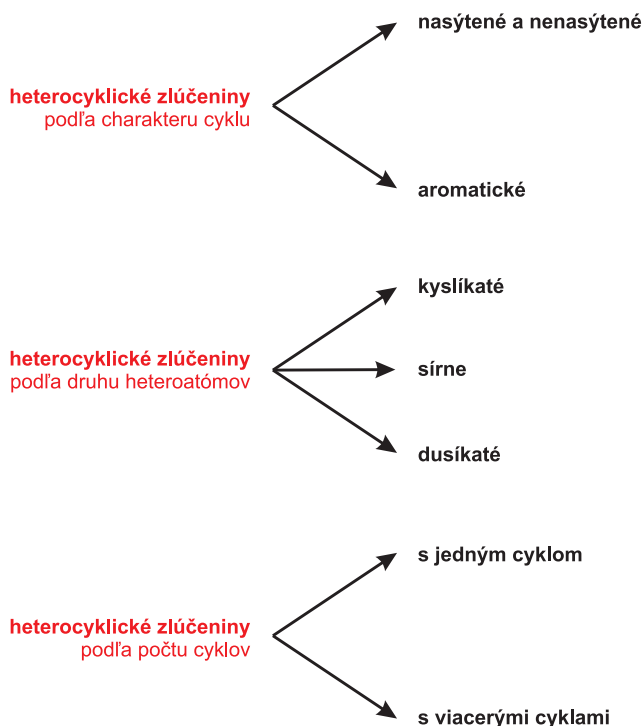 nasýtené a nenasýtené
heterocyklické zlúčeniny
podľa charakteru cyklu
aromatické
kyslíkaté
heterocyklické zlúčeniny
podľa druhu heteroatómov
sírne
dusíkaté
s jedným cyklom
heterocyklické zlúčeniny
podľa počtu cyklov
s viacerými cyklami